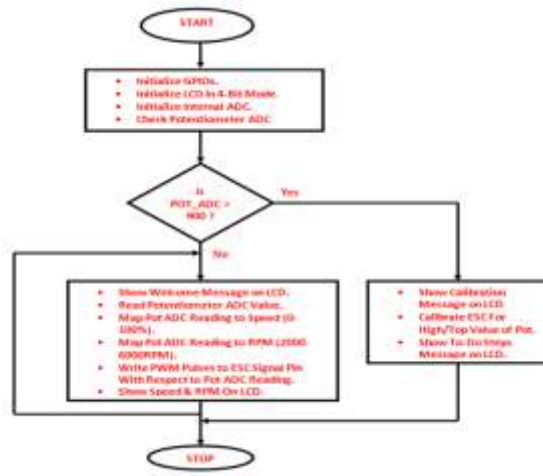 START
• Initialize GPIOs.
• Initialize LCD In 4-Bit Mode.
• Initialize Internal ADC.
• Check Potentiometer ADC
Is
POT_ADC >
900 ?
Yes
No
• Show Welcome Message on LCD.
• Read Potentiometer ADC Value.
• Map Pot ADC Reading to Speed (0-
100%).
• Map Pot ADC Reading to RPM (2000-
6000RPM).
• Write PWM Pulses to ESC Signal Pin
With Respect to Pot ADC Reading.
• Show Speed & RPM On LCD.
• Show Calibration
Message on LCD.
• Calibrate ESC For
High/Top Value of Pot.
• Show To-Do Steps
Message on LCD.
STOP